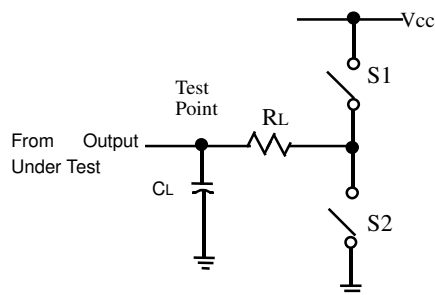 Vcc
S1
Test
Point
RL
From Output
Under Test
CL
S2